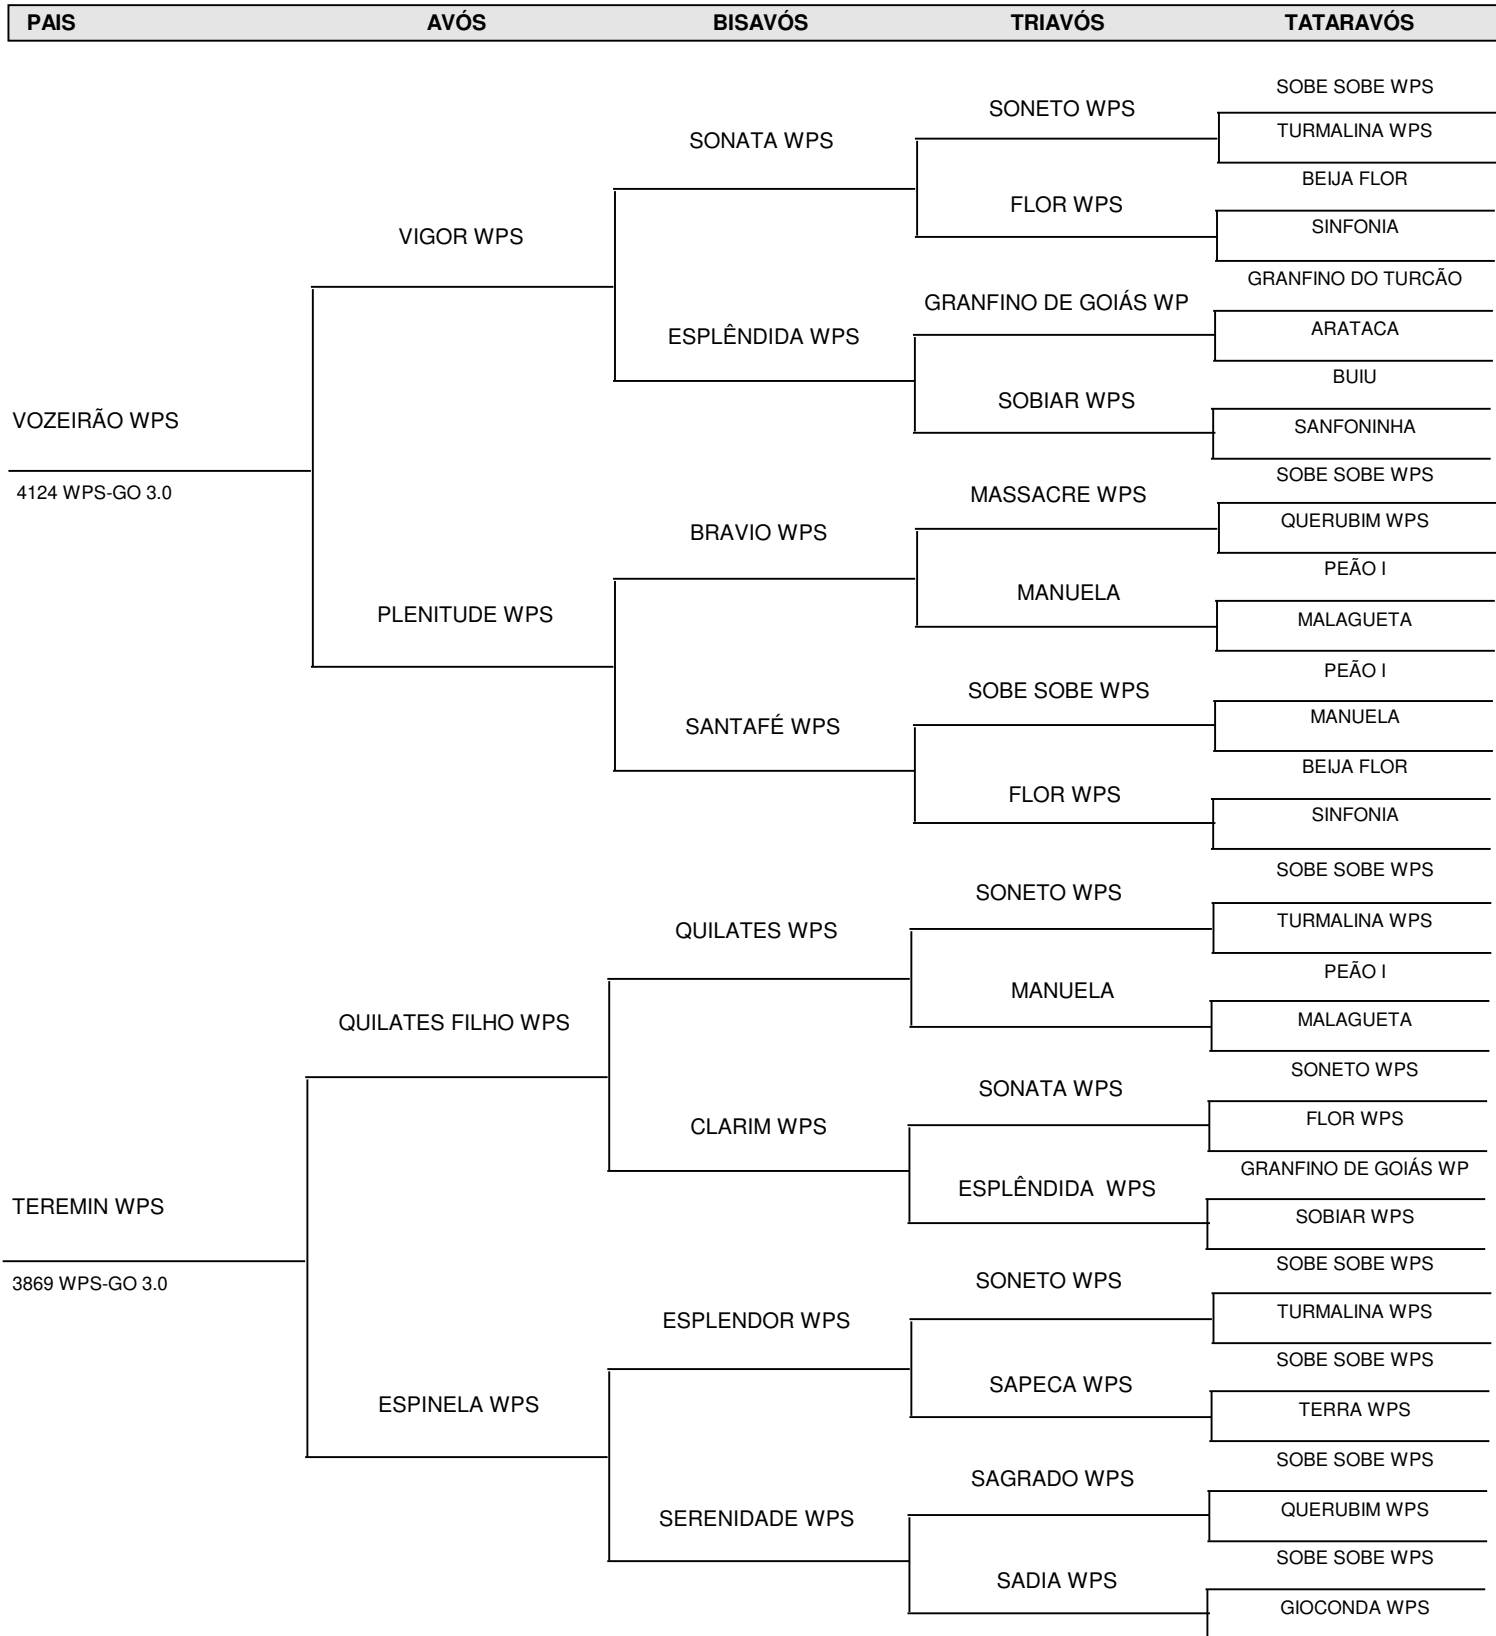 PAIS AVÓS BISAVÓS TRIAVÓS TATARAVÓS
SOBE SOBE WPS
SONETO WPS
TURMALINA WPS
SONATA WPS
BEIJA FLOR
FLOR WPS
SINFONIA
VIGOR WPS
GRANFINO DO TURCÃO
GRANFINO DE GOIÁS WP
ARATACA
ESPLÊNDIDA WPS
BUIU
SOBIAR WPS
VOZEIRÃO WPS
SANFONINHA
SOBE SOBE WPS
4124 WPS-GO 3.0
MASSACRE WPS
QUERUBIM WPS
BRAVIO WPS
PEÃO I
MANUELA
PLENITUDE WPS
MALAGUETA
PEÃO I
SOBE SOBE WPS
MANUELA
SANTAFÉ WPS
BEIJA FLOR
FLOR WPS
SINFONIA
SOBE SOBE WPS
SONETO WPS
TURMALINA WPS
QUILATES WPS
PEÃO I
MANUELA
MALAGUETA
QUILATES FILHO WPS
SONETO WPS
SONATA WPS
FLOR WPS
CLARIM WPS
GRANFINO DE GOIÁS WP
ESPLÊNDIDA  WPS
TEREMIN WPS
SOBIAR WPS
SOBE SOBE WPS
3869 WPS-GO 3.0
SONETO WPS
TURMALINA WPS
ESPLENDOR WPS
SOBE SOBE WPS
SAPECA WPS
ESPINELA WPS
TERRA WPS
SOBE SOBE WPS
SAGRADO WPS
QUERUBIM WPS
SERENIDADE WPS
SOBE SOBE WPS
SADIA WPS
GIOCONDA WPS